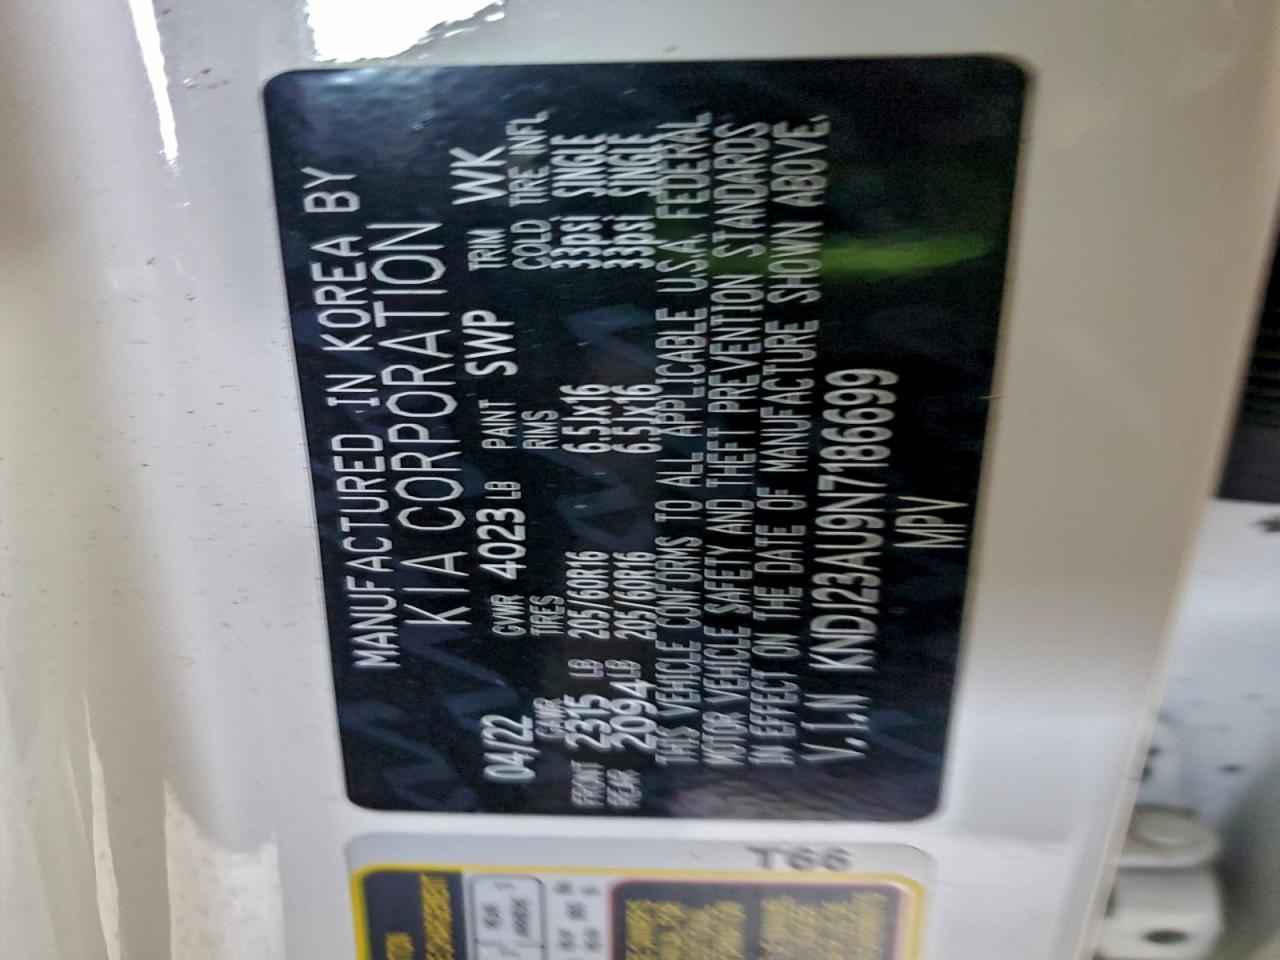 MANUFACTURED IN KOREA BY
KIA CORPORATION
04/22 GVWR 4023 LB PAINT SWP TRIM WK
GAWR TIRES RMS COLD TIRE INFL
FRONT 2315 LB 205/60R16 6.5JX16 33psi SINGLE
REAR 2094 LB 205/60R16 6.5JX16 33psi SINGLE
THIS VEHICLE CONFORMS TO ALL APPLICABLE U.S.A. FEDERAL
MOTOR VEHICLE SAFETY AND THEFT PREVENTION STANDARDS
IN EFFECT ON THE DATE OF MANUFACTURE SHOWN ABOVE.
V.I.N KNDJ23AU9N7186699
MPV
T66